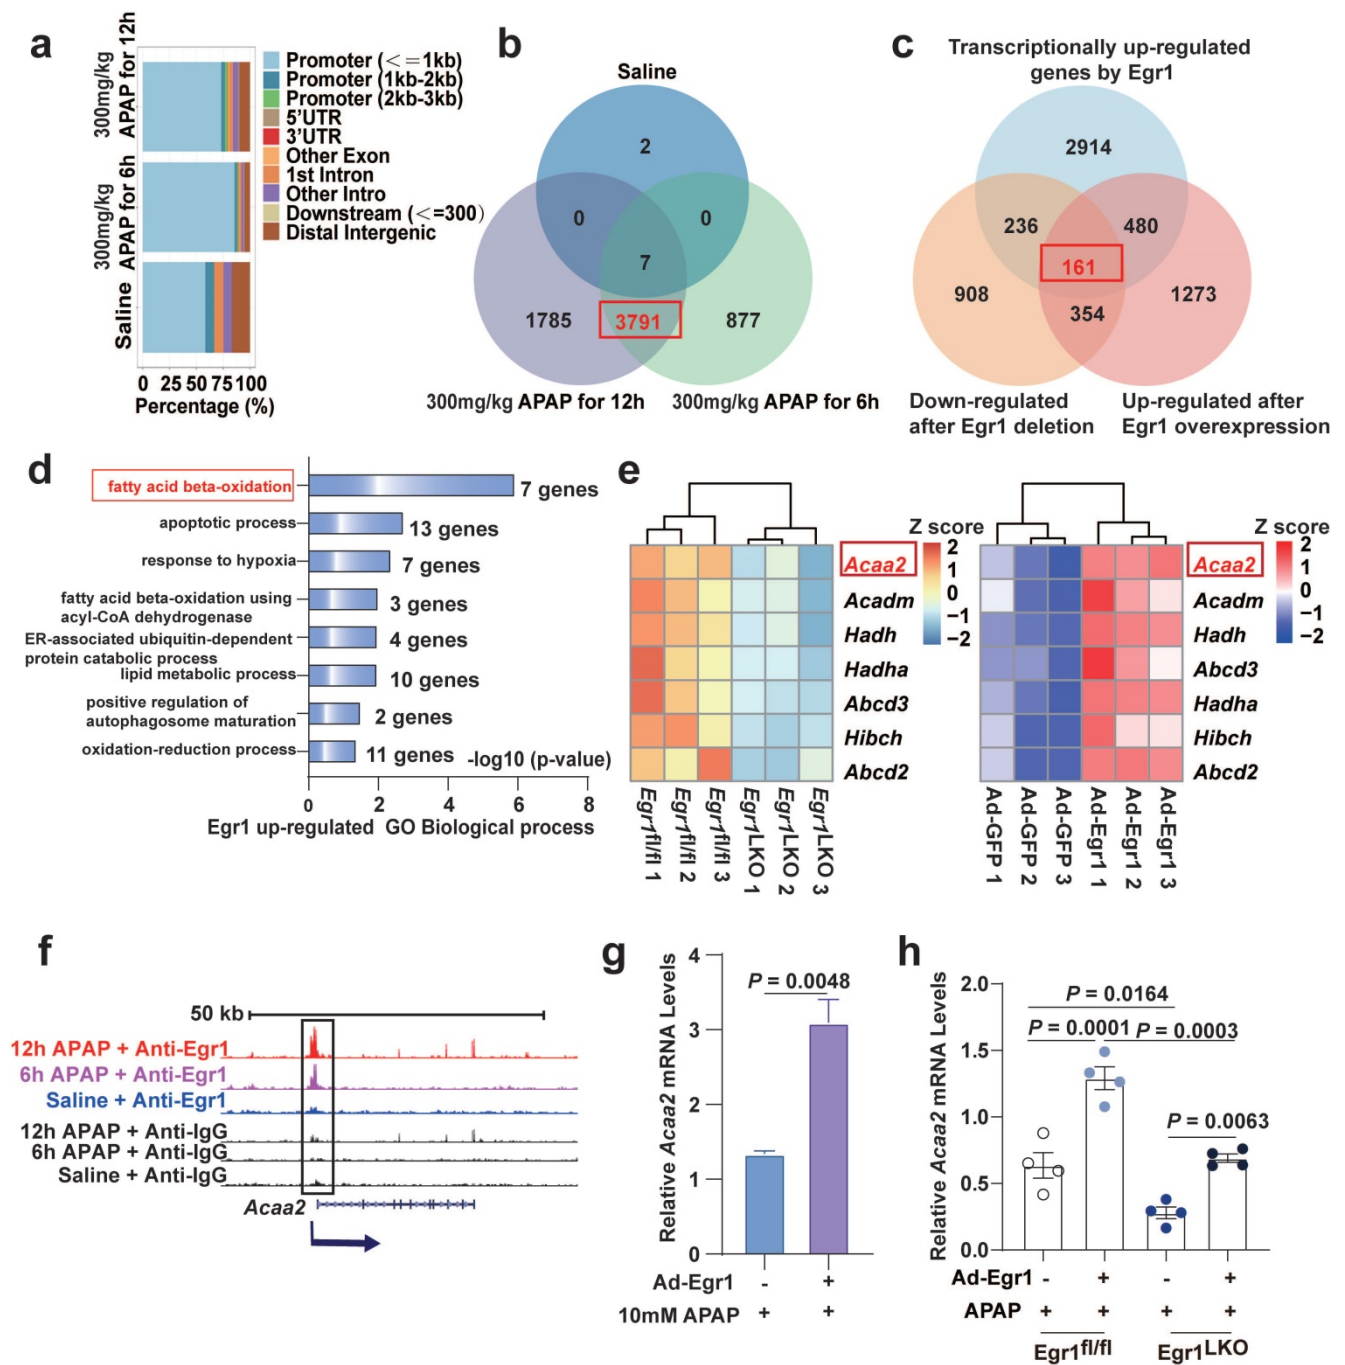 a
300mg/kg
APAP for 12h
300mg/kg
APAP for 6h
Saline
0 25 50 75 100
Percentage (%)
Promoter (<=1kb)
Promoter (1kb-2kb)
Promoter (2kb-3kb)
5'UTR
3'UTR
Other Exon
1st Intron
Other Intro
Downstream (<=300)
Distal Intergenic
b
Saline
2
0
0
7
1785
3791
877
300mg/kg APAP for 12h
300mg/kg APAP for 6h
c
Transcriptionally up-regulated
genes by Egr1
2914
236
480
161
908
1273
354
Down-regulated
after Egr1 deletion
Up-regulated after
Egr1 overexpression
d
fatty acid beta-oxidation
7 genes
apoptotic process
13 genes
response to hypoxia
7 genes
fatty acid beta-oxidation using
acyl-CoA dehydrogenase
3 genes
ER-associated ubiquitin-dependent
protein catabolic process
4 genes
lipid metabolic process
10 genes
positive regulation of
autophagosome maturation
2 genes
oxidation-reduction process
11 genes
-log10 (p-value)
0 2 4 6 8
Egr1 up-regulated GO Biological process
e
Z score
2
1
0
−1
−2
Acaa2
Acadm
Hadh
Hadha
Abcd3
Hibch
Abcd2
Egr1fl/fl 1
Egr1fl/fl 2
Egr1fl/fl 3
Egr1LKO 1
Egr1LKO 2
Egr1LKO 3
Z score
2
1
0
−1
−2
Acaa2
Acadm
Hadh
Abcd3
Hadha
Hibch
Abcd2
Ad-GFP 1
Ad-GFP 2
Ad-GFP 3
Ad-Egr1 1
Ad-Egr1 2
Ad-Egr1 3
f
50 kb
12h APAP + Anti-Egr1
6h APAP + Anti-Egr1
Saline + Anti-Egr1
12h APAP + Anti-IgG
6h APAP + Anti-IgG
Saline + Anti-IgG
Acaa2
g
Relative Acaa2 mRNA Levels
4
3
2
1
0
P = 0.0048
Ad-Egr1 - +
10mM APAP + +
h
Relative Acaa2 mRNA Levels
2.0
1.5
1.0
0.5
0.0
P = 0.0164
P = 0.0001 P = 0.0003
P = 0.0063
Ad-Egr1 - + - +
APAP + + + +
Egr1fl/fl Egr1LKO